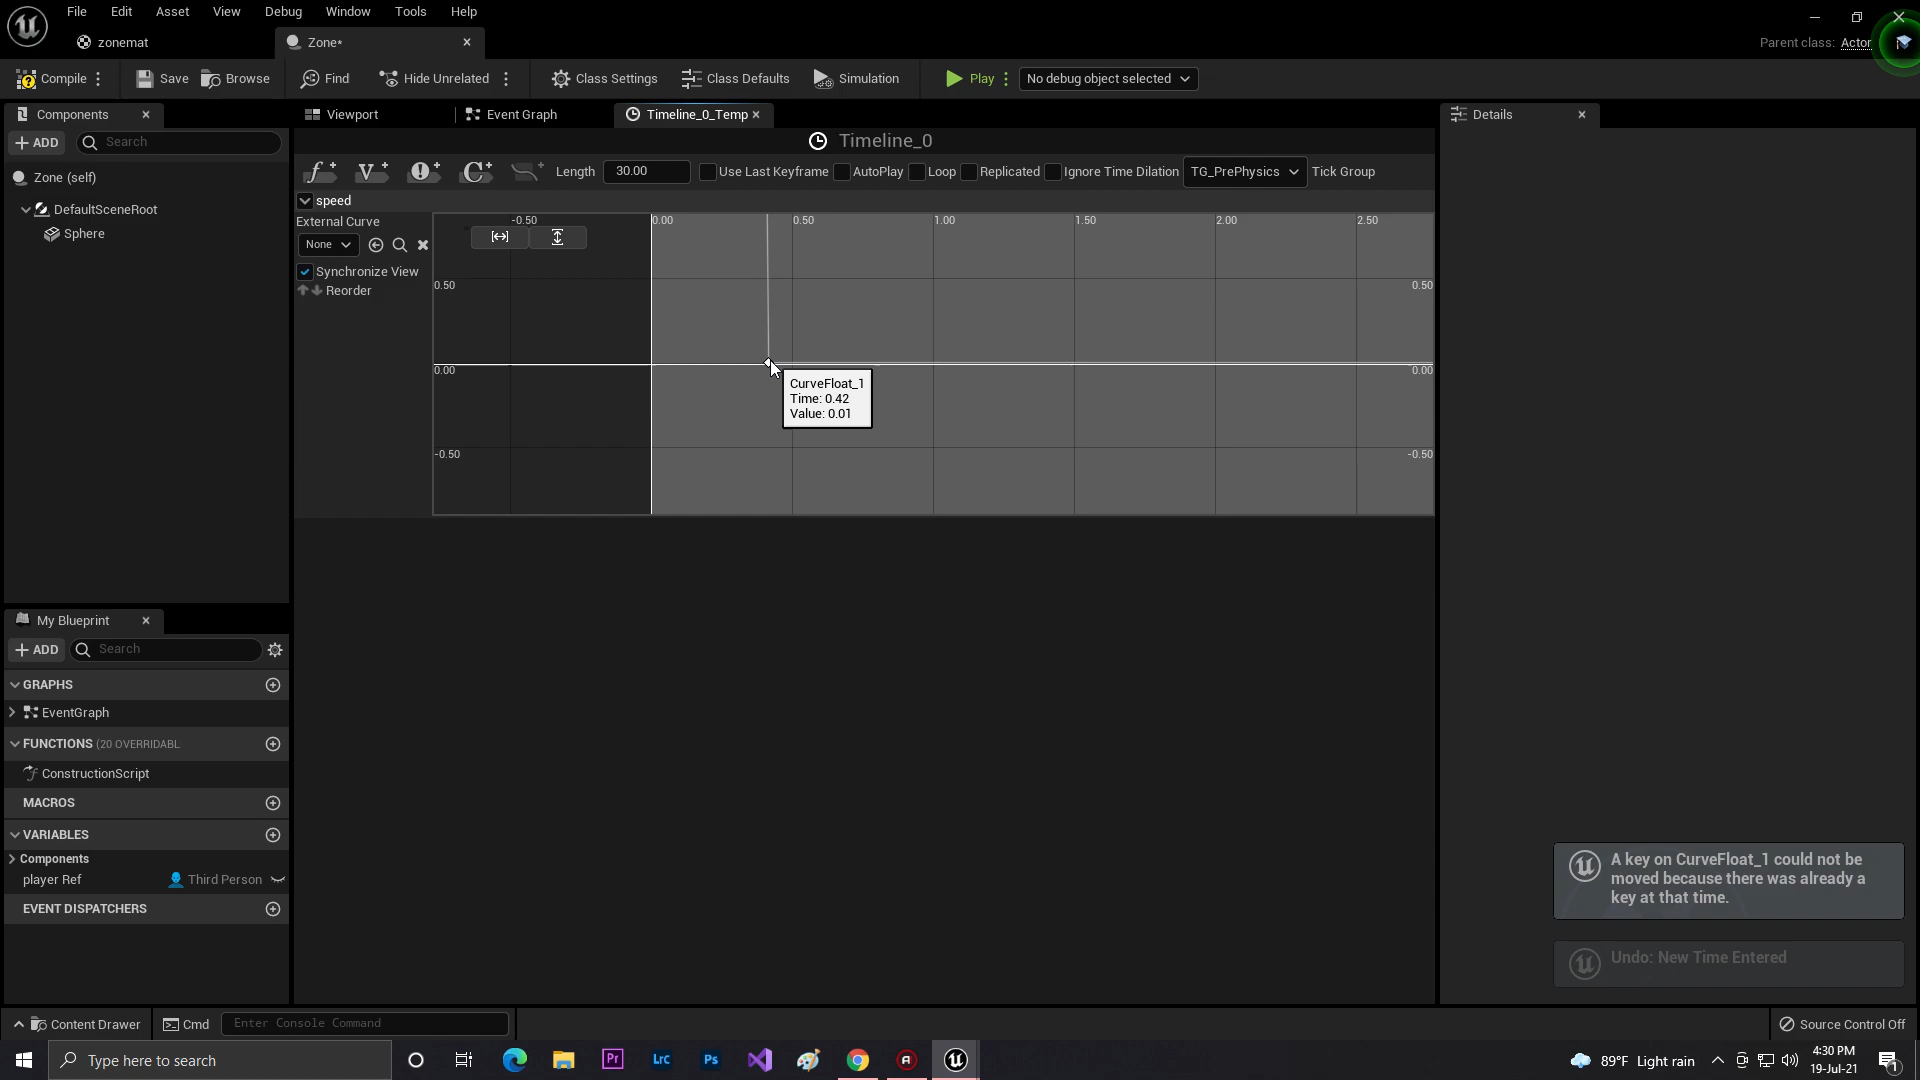 File Edit Asset View Debug Window Tools Help
zonemat
Zone*
Parent class: Actor
Compile
Save
Browse
Find
Hide Unrelated
Class Settings
Class Defaults
Simulation
Play
No debug object selected
Components
Viewport
Event Graph
Timeline_0_Temp
Details
ADD
Search
Timeline_0
Length 30.00 Use Last Keyframe AutoPlay Loop Replicated Ignore Time Dilation TG_PrePhysics Tick Group
Zone (self)
DefaultSceneRoot
Sphere
speed
External Curve
None
Synchronize View
Reorder
-0.50 0.00 0.50 1.00 1.50 2.00 2.50
0.50 0.50
0.00 0.00
-0.50 -0.50
CurveFloat_1
Time: 0.42
Value: 0.01
My Blueprint
ADD
Search
GRAPHS
EventGraph
FUNCTIONS (20 OVERRIDABL
ConstructionScript
MACROS
VARIABLES
Components
player Ref Third Person
EVENT DISPATCHERS
A key on CurveFloat_1 could not be
moved because there was already a
key at that time.
Undo: New Time Entered
Content Drawer
Cmd
Enter Console Command
Source Control Off
Type here to search
Pr
Lrc
Ps
89°F Light rain
4:30 PM
19-Jul-21
1